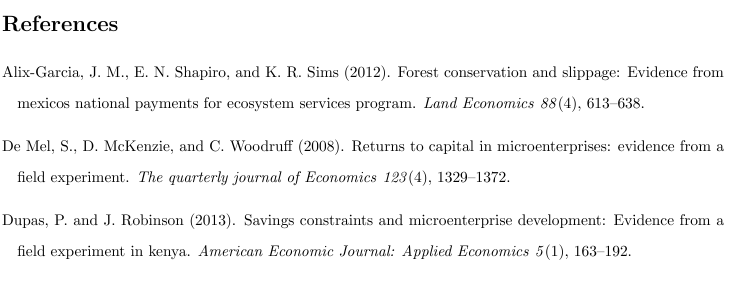 References
Alix-Garcia, J. M., E. N. Shapiro, and K. R. Sims (2012). Forest conservation and slippage: Evidence from
mexicos national payments for ecosystem services program. Land Economics 88(4), 613–638.
De Mel, S., D. McKenzie, and C. Woodruff (2008). Returns to capital in microenterprises: evidence from a
field experiment. The quarterly journal of Economics 123(4), 1329–1372.
Dupas, P. and J. Robinson (2013). Savings constraints and microenterprise development: Evidence from a
field experiment in kenya. American Economic Journal: Applied Economics 5(1), 163–192.